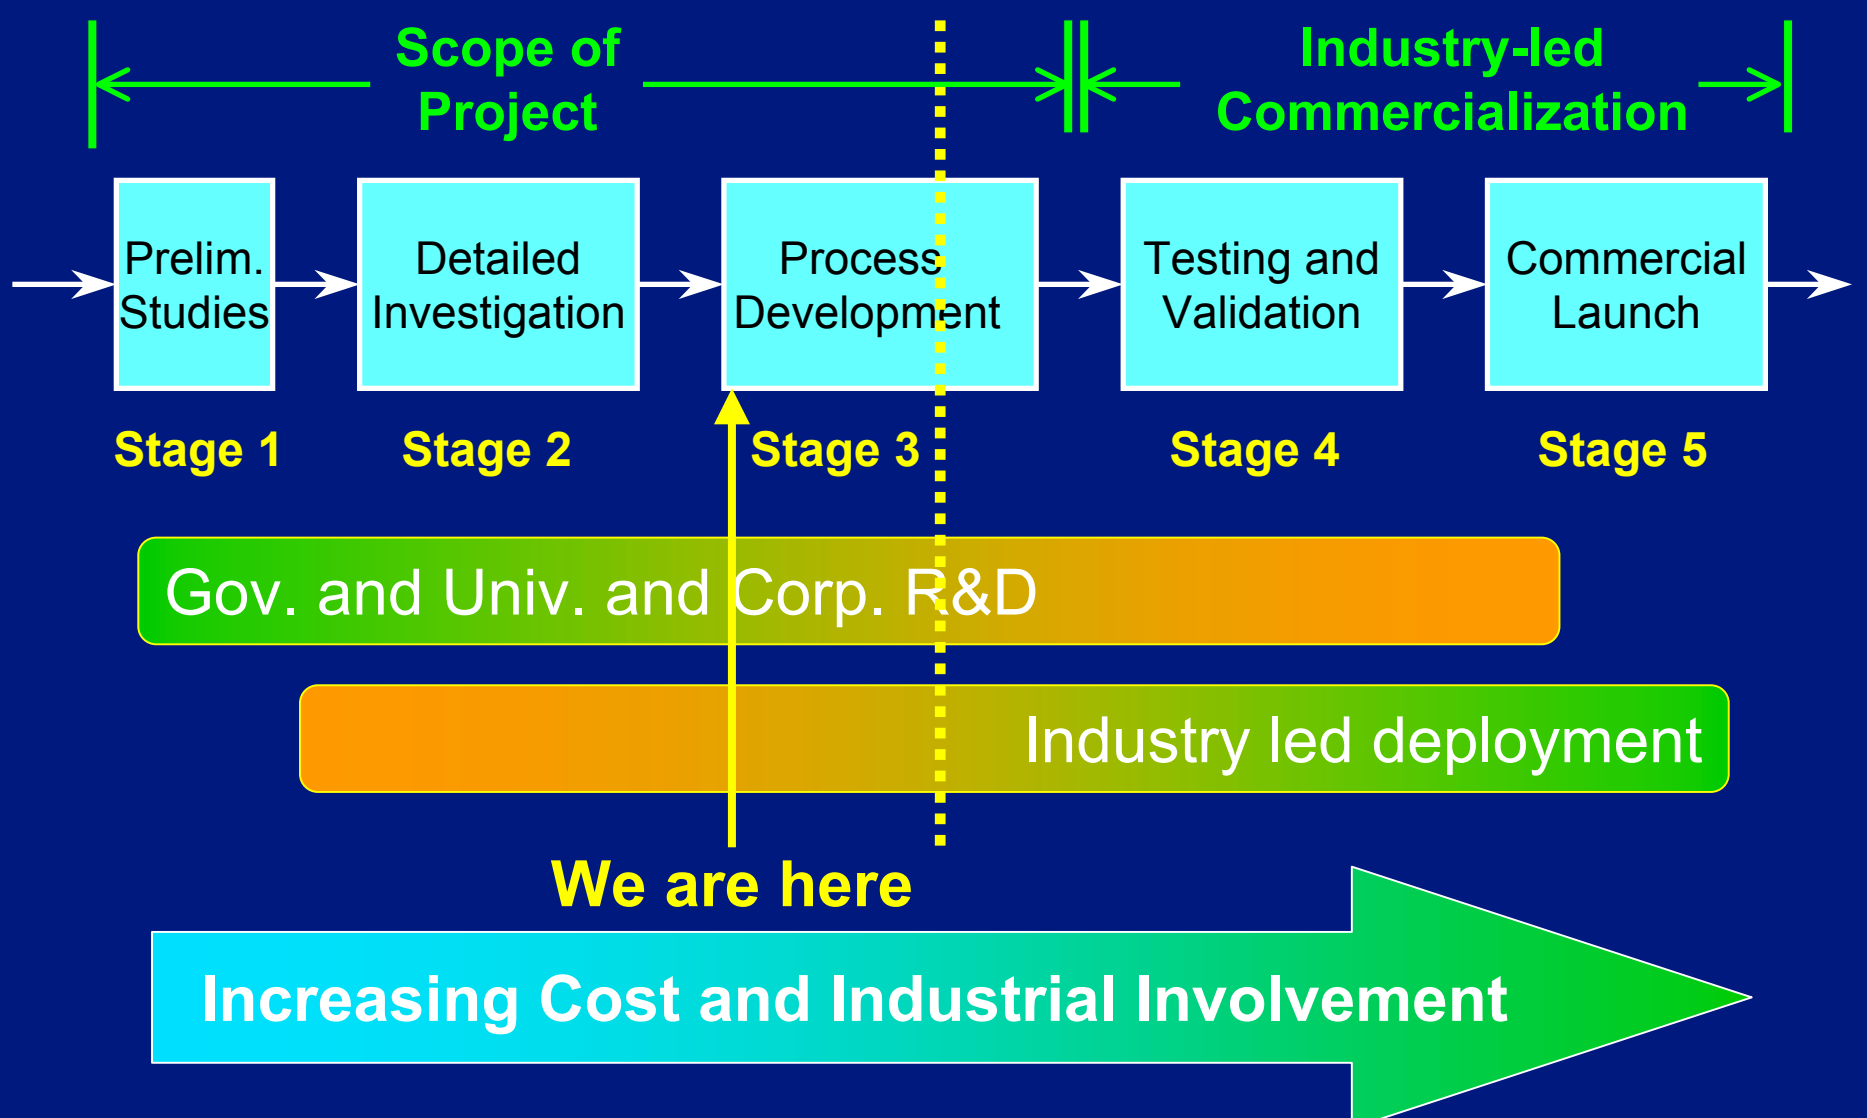 Scope of
Project
Industry-led
Commercialization
Prelim.
Studies
Detailed
Investigation
Process
Development
Testing and
Validation
Commercial
Launch
Stage 1
Stage 2
Stage 3
Stage 4
Stage 5
Gov. and Univ. and Corp. R&D
Industry led deployment
We are here
Increasing Cost and Industrial Involvement